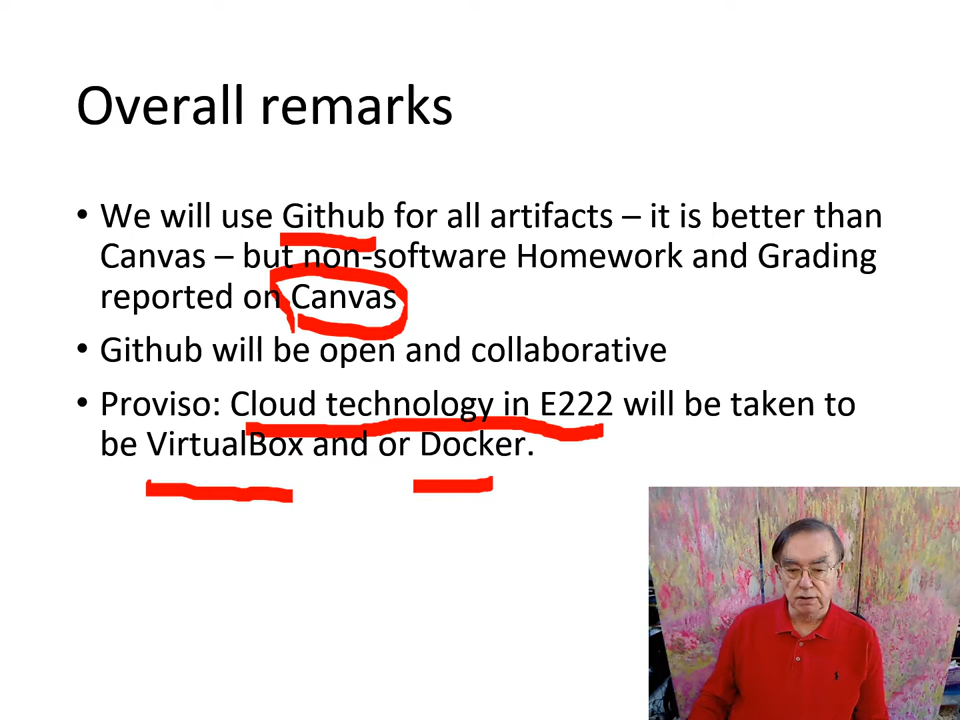 Overall remarks
• We will use Github for all artifacts – it is better than
Canvas – but non-software Homework and Grading
reported on Canvas
• Github will be open and collaborative
• Proviso: Cloud technology in E222 will be taken to
be VirtualBox and or Docker.